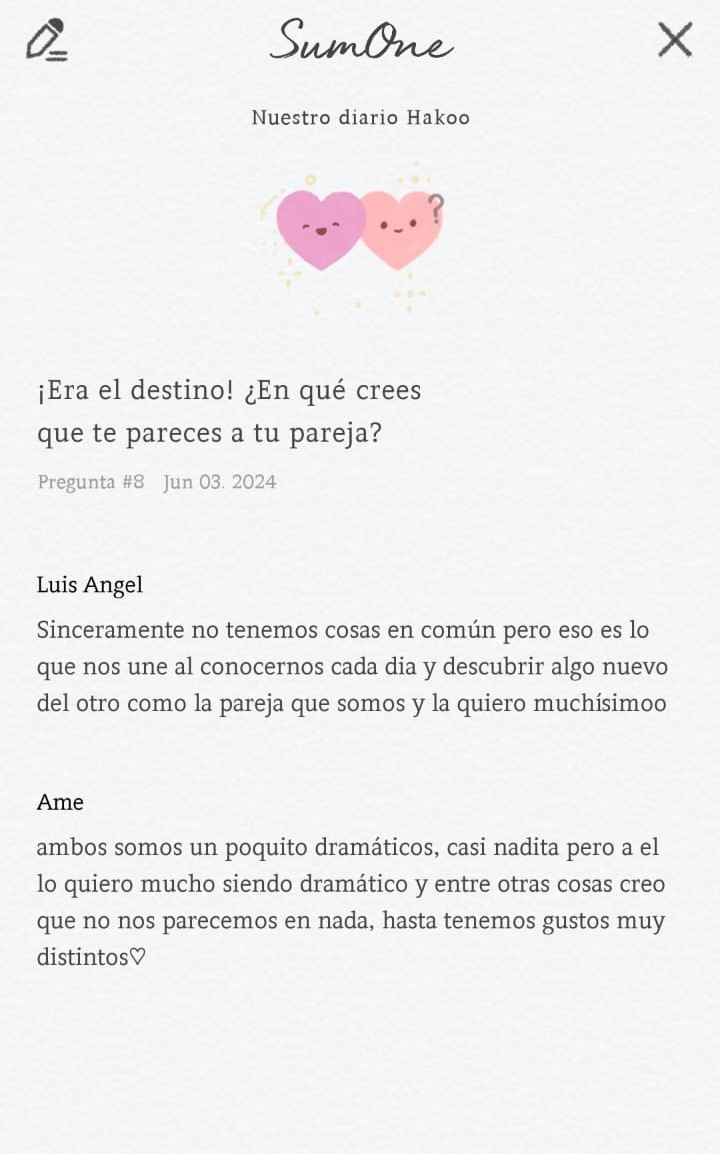 SumOne
Nuestro diario Hakoo
?
¡Era el destino! ¿En qué crees
que te pareces a tu pareja?
Pregunta #8 Jun 03. 2024
Luis Angel
Sinceramente no tenemos cosas en común pero eso es lo
que nos une al conocernos cada dia y descubrir algo nuevo
del otro como la pareja que somos y la quiero muchísimoo
Ame
ambos somos un poquito dramáticos, casi nadita pero a el
lo quiero mucho siendo dramático y entre otras cosas creo
que no nos parecemos en nada, hasta tenemos gustos muy
distintos♡